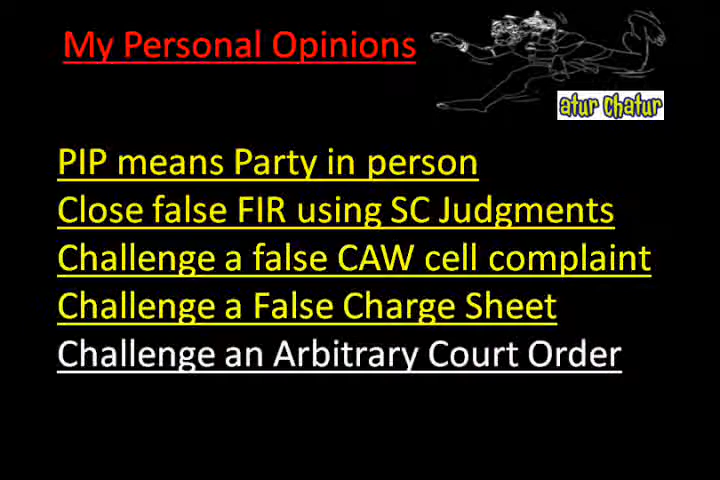 My Personal Opinions
atur chatur
PIP means Party in person
Close false FIR using SC Judgments
Challenge a false CAW cell complaint
Challenge a False Charge Sheet
Challenge an Arbitrary Court Order